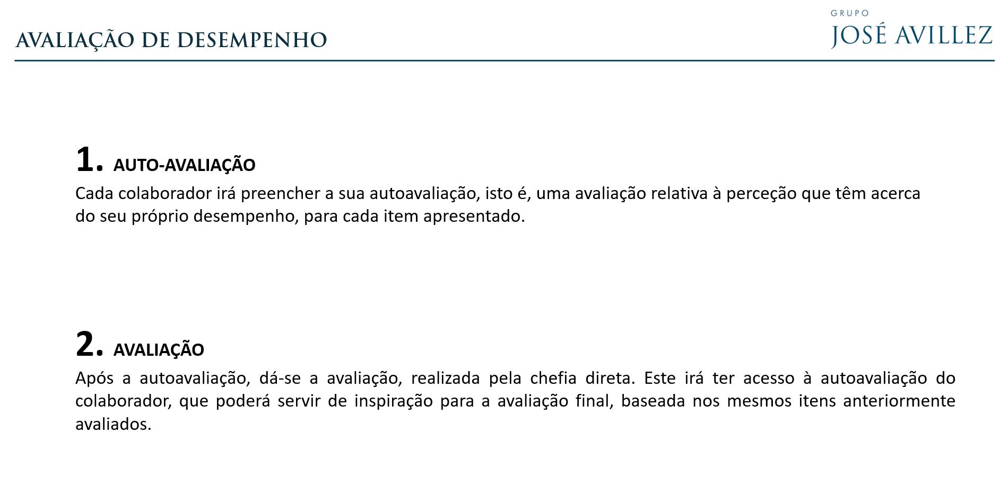 GRUPO
JOSÉ AVILLEZ
AVALIAÇÃO DE DESEMPENHO
1. AUTO-AVALIAÇÃO
Cada colaborador irá preencher a sua autoavaliação, isto é, uma avaliação relativa à perceção que têm acerca
do seu próprio desempenho, para cada item apresentado.
2. AVALIAÇÃO
Após a autoavaliação, dá-se a avaliação, realizada pela chefia direta. Este irá ter acesso à autoavaliação do
colaborador, que poderá servir de inspiração para a avaliação final, baseada nos mesmos itens anteriormente
avaliados.